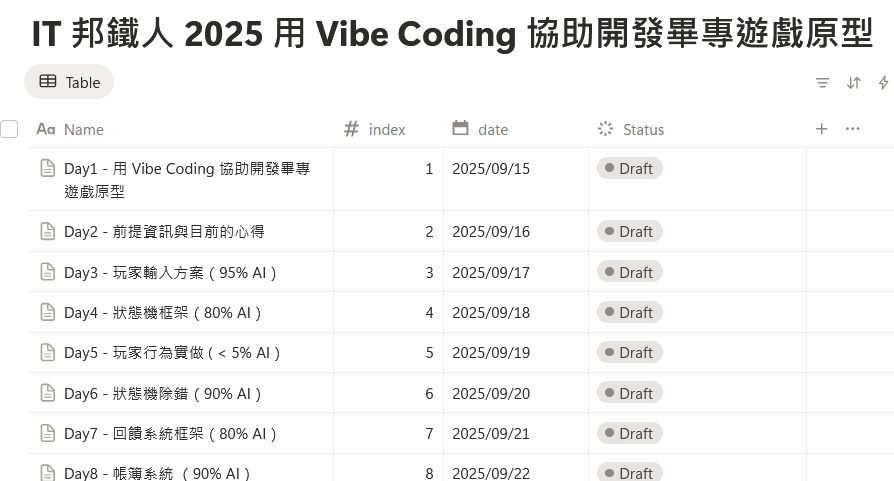 IT 邦鐵人 2025 用 Vibe Coding 協助開發畢專遊戲原型
Table
Aa Name # index date Status + ...
Day1 - 用 Vibe Coding 協助開發畢專 1 2025/09/15 Draft
遊戲原型
Day2 - 前提資訊與目前的心得 2 2025/09/16 Draft
Day3 - 玩家輸入方案（95% AI） 3 2025/09/17 Draft
Day4 - 狀態機框架（80% AI） 4 2025/09/18 Draft
Day5 - 玩家行為實做 ( < 5% AI ) 5 2025/09/19 Draft
Day6 - 狀態機除錯（90% AI） 6 2025/09/20 Draft
Day7 - 回饋系統框架（80% AI） 7 2025/09/21 Draft
Day8 - 帳簿系統 （90% AI） 8 2025/09/22 Draft